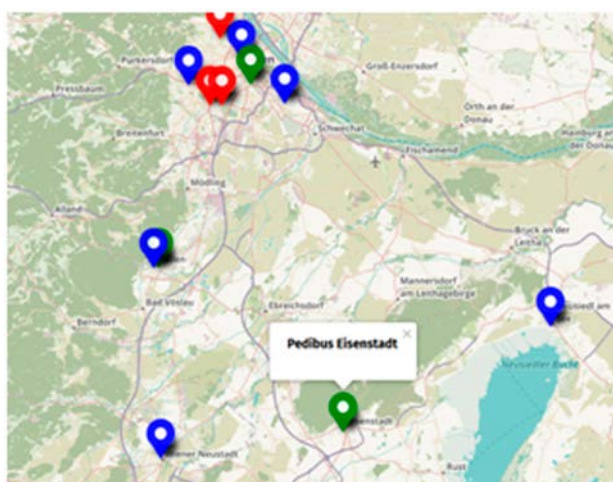 Purkersdorf
Groß-Enzersdorf
Pressbaum
Orth an der
Donau
Breitenfurt
Schwechat
Hainburg
der Donau
Fischamend
Mödling
Alland
Bruck an der
Leitha
Mannersdorf
am Leithagebirge
Bad Vöslau
Ebreichsdorf
Berndorf
Pedibus Eisenstadt
×
Neusiedler Bucht
Rust